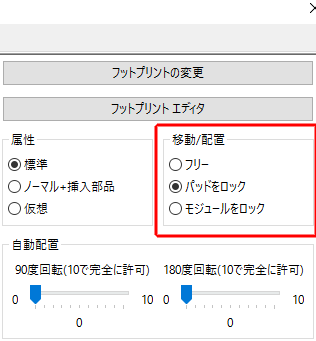 フットプリントの変更
フットプリント エディタ
属性
標準
ノーマル+挿入部品
仮想
移動/配置
フリー
パッドをロック
モジュールをロック
自動配置
90度回転(10で完全に許可)
0
10
0
180度回転(10で完全に許可)
0
10
0